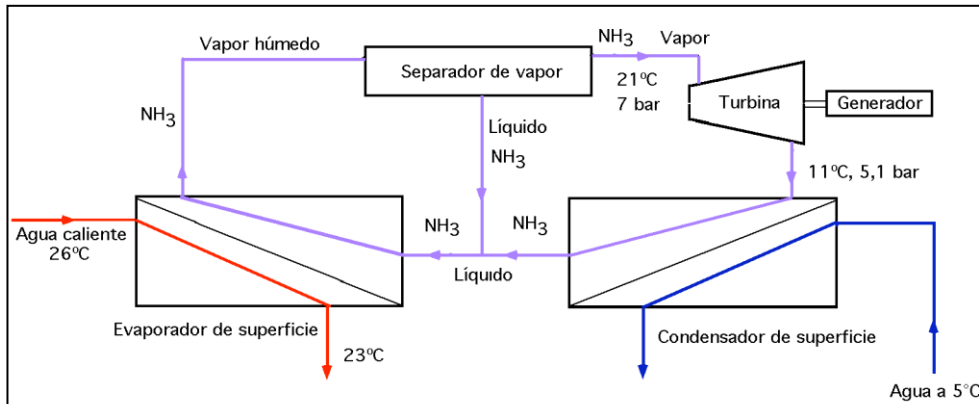 Vapor húmedo
Separador de vapor
NH3
Vapor
21ºC
7 bar
Turbina
Generador
NH3
Líquido
NH3
11ºC, 5,1 bar
Agua caliente
26ºC
NH3
NH3
Líquido
Evaporador de superficie
23ºC
Condensador de superficie
Agua a 5°C